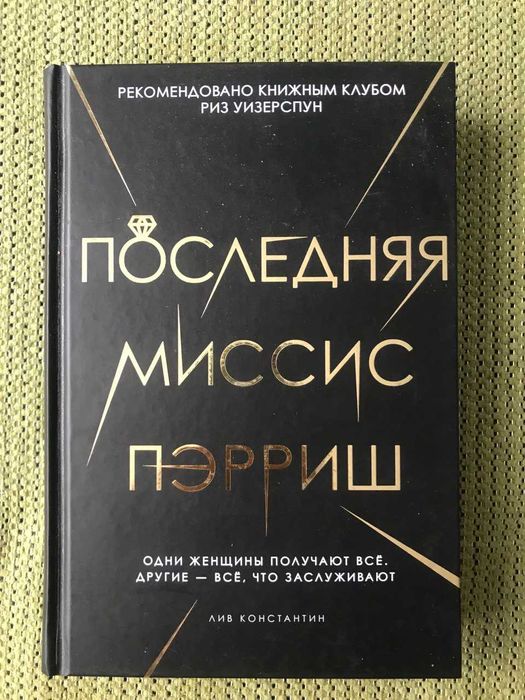 РЕКОМЕНДОВАНО КНИЖНЫМ КЛУБОМ
РИЗ УИЗЕРСПУН
ПОСЛЕДНЯЯ
МИССИС
ПЭРРИШ
ОДНИ ЖЕНЩИНЫ ПОЛУЧАЮТ ВСЁ.
ДРУГИЕ — ВСЁ, ЧТО ЗАСЛУЖИВАЮТ
ЛИВ КОНСТАНТИН